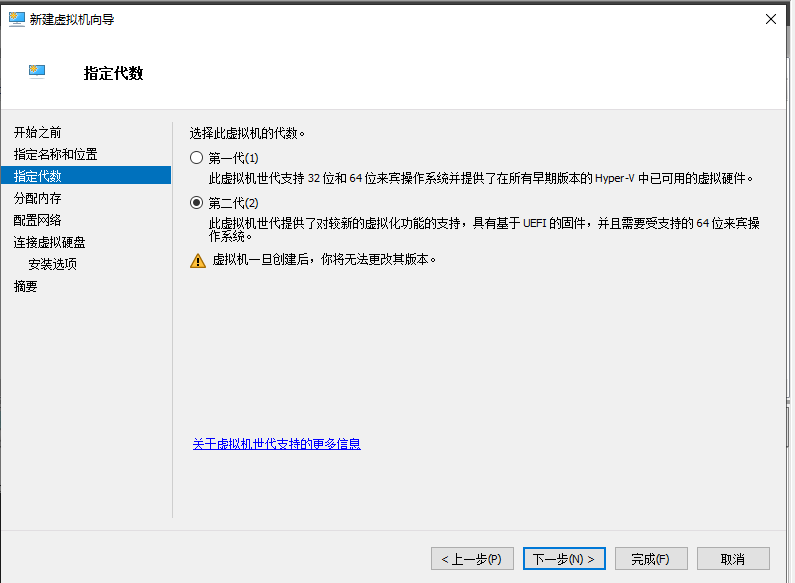 新建虚拟机向导
指定代数
开始之前
指定名称和位置
指定代数
分配内存
配置网络
连接虚拟硬盘
安装选项
摘要
选择此虚拟机的代数。
第一代(1)
此虚拟机世代支持 32 位和 64 位来宾操作系统并提供了在所有早期版本的 Hyper-V 中已可用的虚拟硬件。
第二代(2)
此虚拟机世代提供了对较新的虚拟化功能的支持，具有基于 UEFI 的固件，并且需要受支持的 64 位来宾操
作系统。
虚拟机一旦创建后，你将无法更改其版本。
关于虚拟机世代支持的更多信息
< 上一步(P)
下一步(N) >
完成(F)
取消